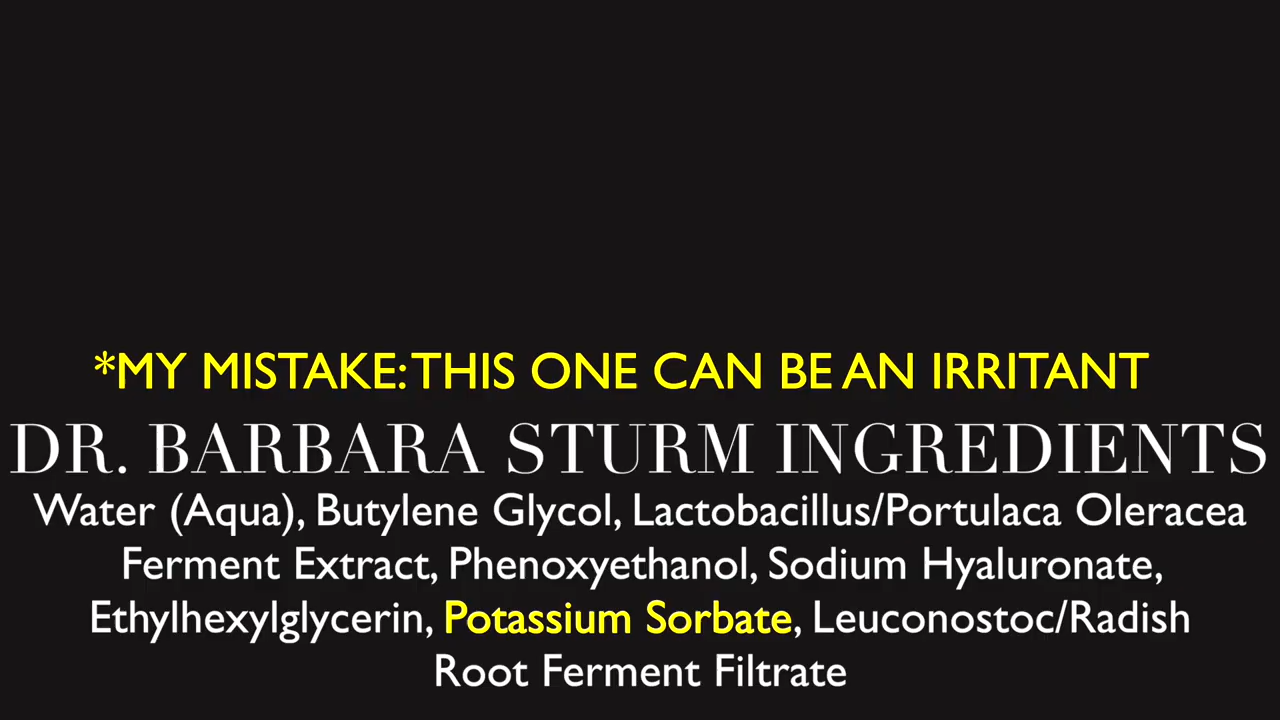 *MY MISTAKE: THIS ONE CAN BE AN IRRITANT
DR. BARBARA STURM INGREDIENTS
Water (Aqua), Butylene Glycol, Lactobacillus/Portulaca Oleracea
Ferment Extract, Phenoxyethanol, Sodium Hyaluronate,
Ethylhexylglycerin, Potassium Sorbate, Leuconostoc/Radish
Root Ferment Filtrate